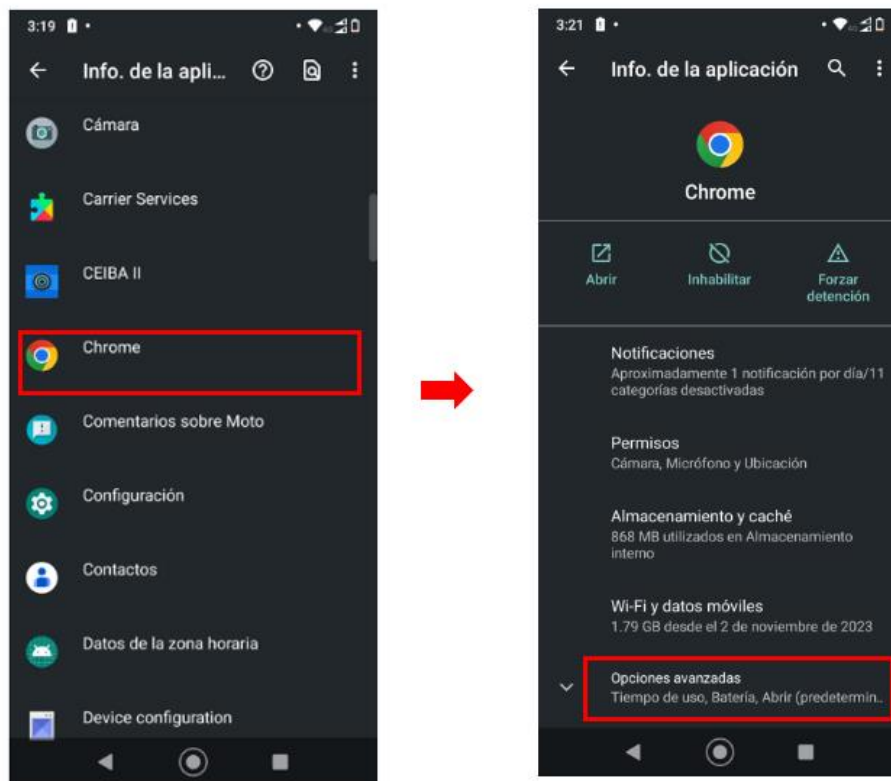 3:19
Info. de la apli...
Cámara
Carrier Services
CEIBA II
Chrome
Comentarios sobre Moto
Configuración
Contactos
Datos de la zona horaria
Device configuration
3:21
Info. de la aplicación
Chrome
Abrir
Inhabilitar
Forzar
detención
Notificaciones
Aproximadamente 1 notificación por día/11
categorías desactivadas
Permisos
Cámara, Micrófono y Ubicación
Almacenamiento y caché
868 MB utilizados en Almacenamiento
interno
Wi-Fi y datos móviles
1.79 GB desde el 2 de noviembre de 2023
Opciones avanzadas
Tiempo de uso, Batería, Abrir (predetermin..